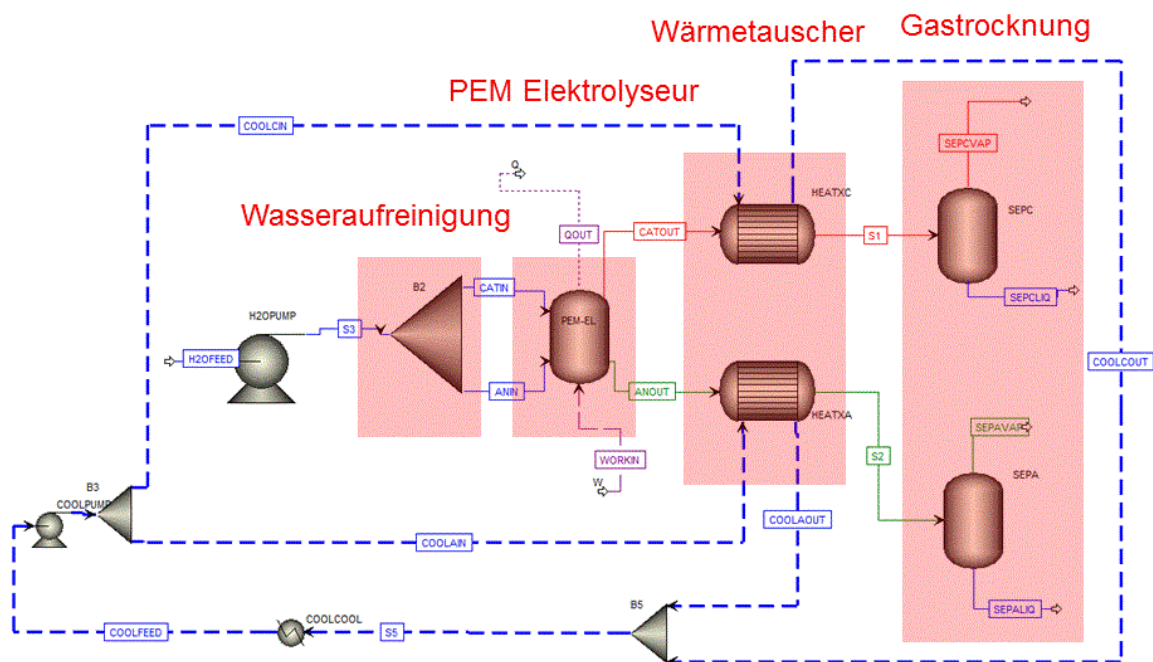 Wärmetauscher
Gastrocknung
PEM Elektrolyseur
COOLCIN
SEPCVAP
Q
HEATXC
SEPC
Wasseraufreinigung
QOUT
CATOUT
S1
B2
CATIN
SEPCLIQ
H2OPUMP
PEM-EL
S3
H2OFEED
COOLCOUT
ANIN
ANOUT
HEATXA
SEPAVAP
WORKIN
S2
W
SEPA
B3
COOLPUMP
COOLAOUT
COOLAIN
B5
SEPALIQ
COOLCOOL
COOLFEED
S5